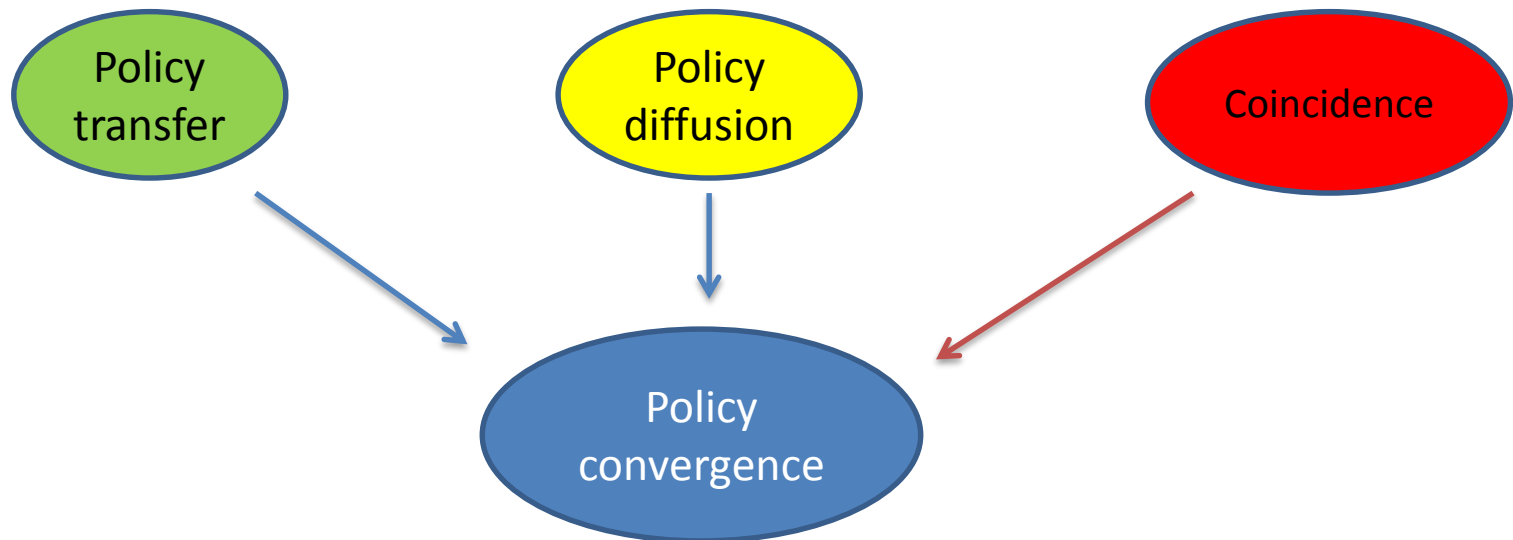 Policy
transfer
Policy
diffusion
Coincidence
Policy
convergence